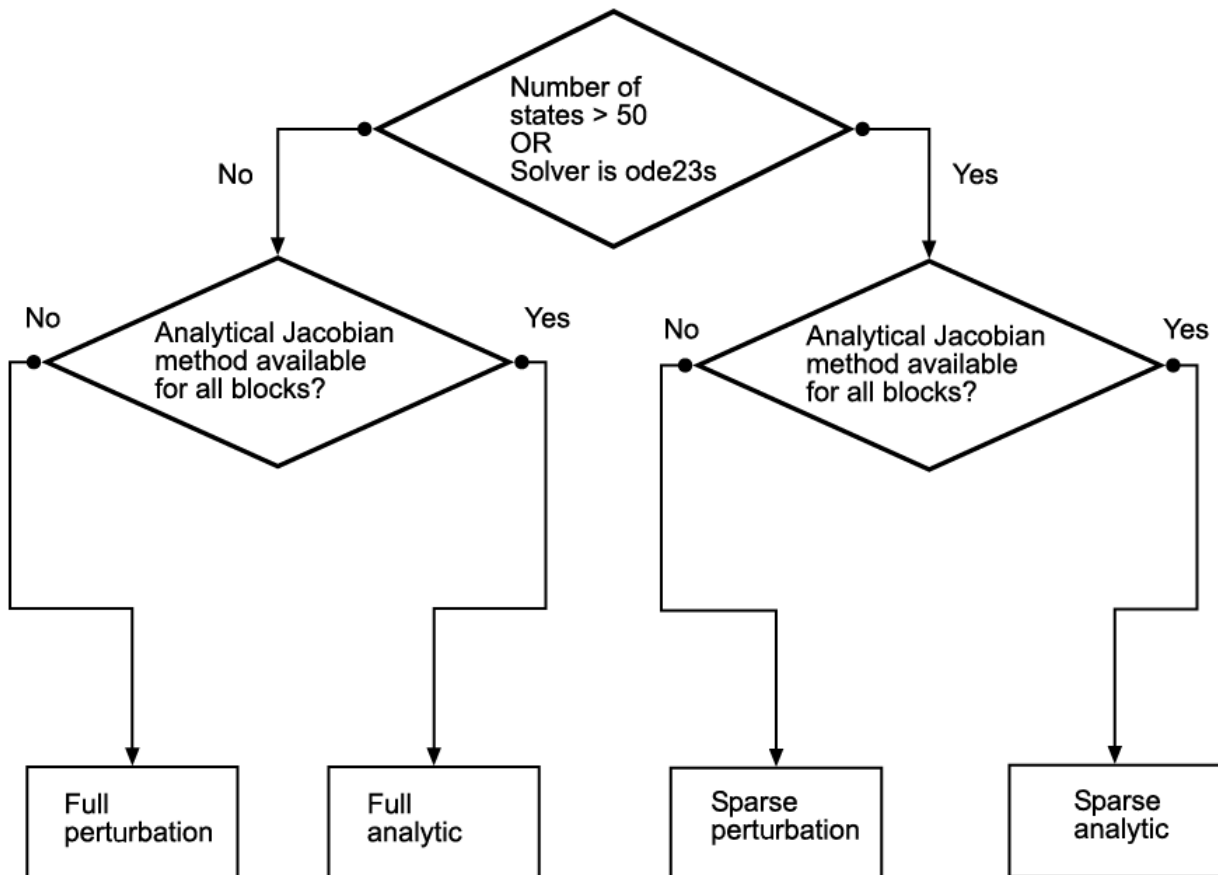 Number of
states > 50
OR
Solver is ode23s
No
Yes
No
Analytical Jacobian
method available
for all blocks?
Yes
No
Analytical Jacobian
method available
for all blocks?
Yes
Full
perturbation
Full
analytic
Sparse
perturbation
Sparse
analytic